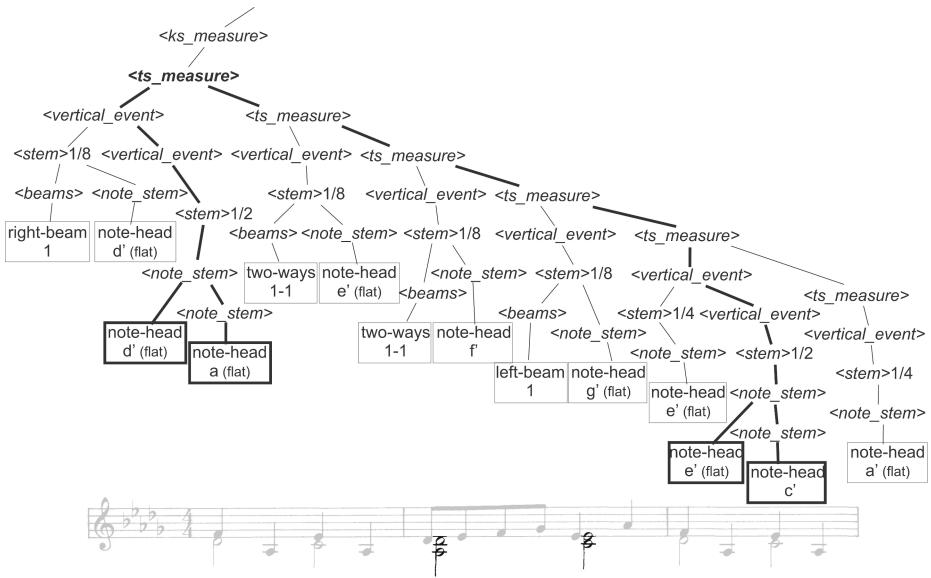 <ks_measure>
<ts_measure>
<vertical_event> <ts_measure>
<stem>1/8 <vertical_event> <vertical_event> <ts_measure>
<beams> <note_stem> <stem>1/8 <vertical_event> <ts_measure>
<stem>1/2
right-beam
1
note-head
d’ (flat)
<beams> <note_stem> <stem>1/8 <vertical_event> <ts_measure>
<note_stem>
two-ways
1-1
note-head
e’ (flat)
<note_stem> <stem>1/8 <vertical_event>
<beams> <ts_measure>
<note_stem> <beams> <stem>1/4 <vertical_event>
note-head
d’ (flat)
note-head
a (flat)
two-ways
1-1
note-head
f’
<note_stem> <vertical_event>
<note_stem> <stem>1/2
left-beam
1
note-head
g’ (flat)
<stem>1/4
note-head
e’ (flat)
<note_stem>
<note_stem>
<note_stem>
note-head
e’ (flat)
note-head
c’
note-head
a’ (flat)
4
4